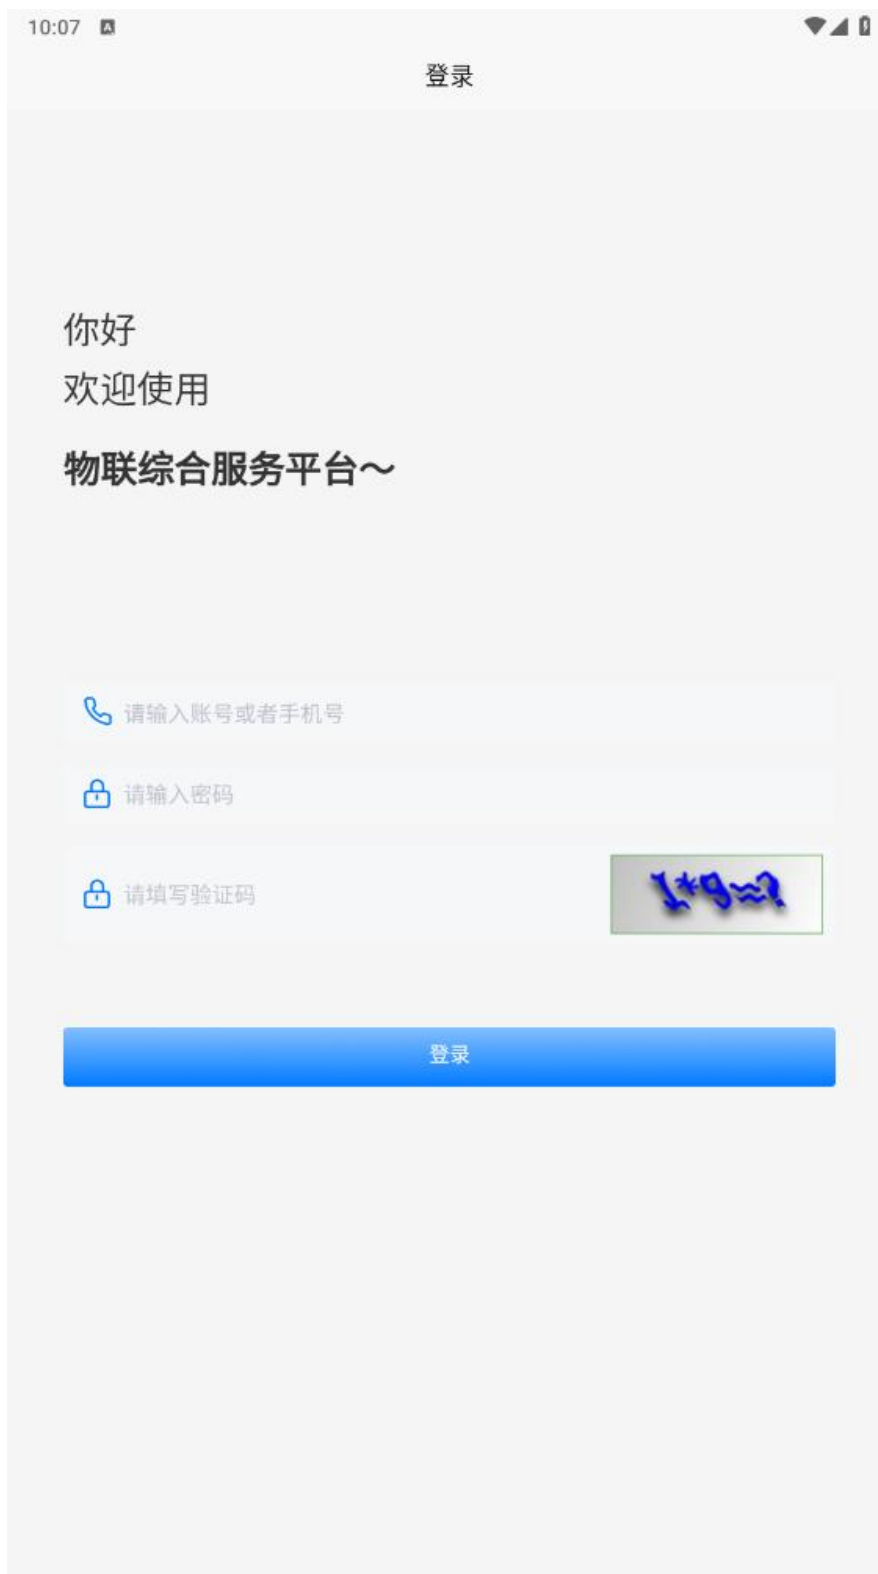 10:07
登录
你好
欢迎使用
物联综合服务平台～
请输入账号或者手机号
请输入密码
请填写验证码
1*9=?
登录